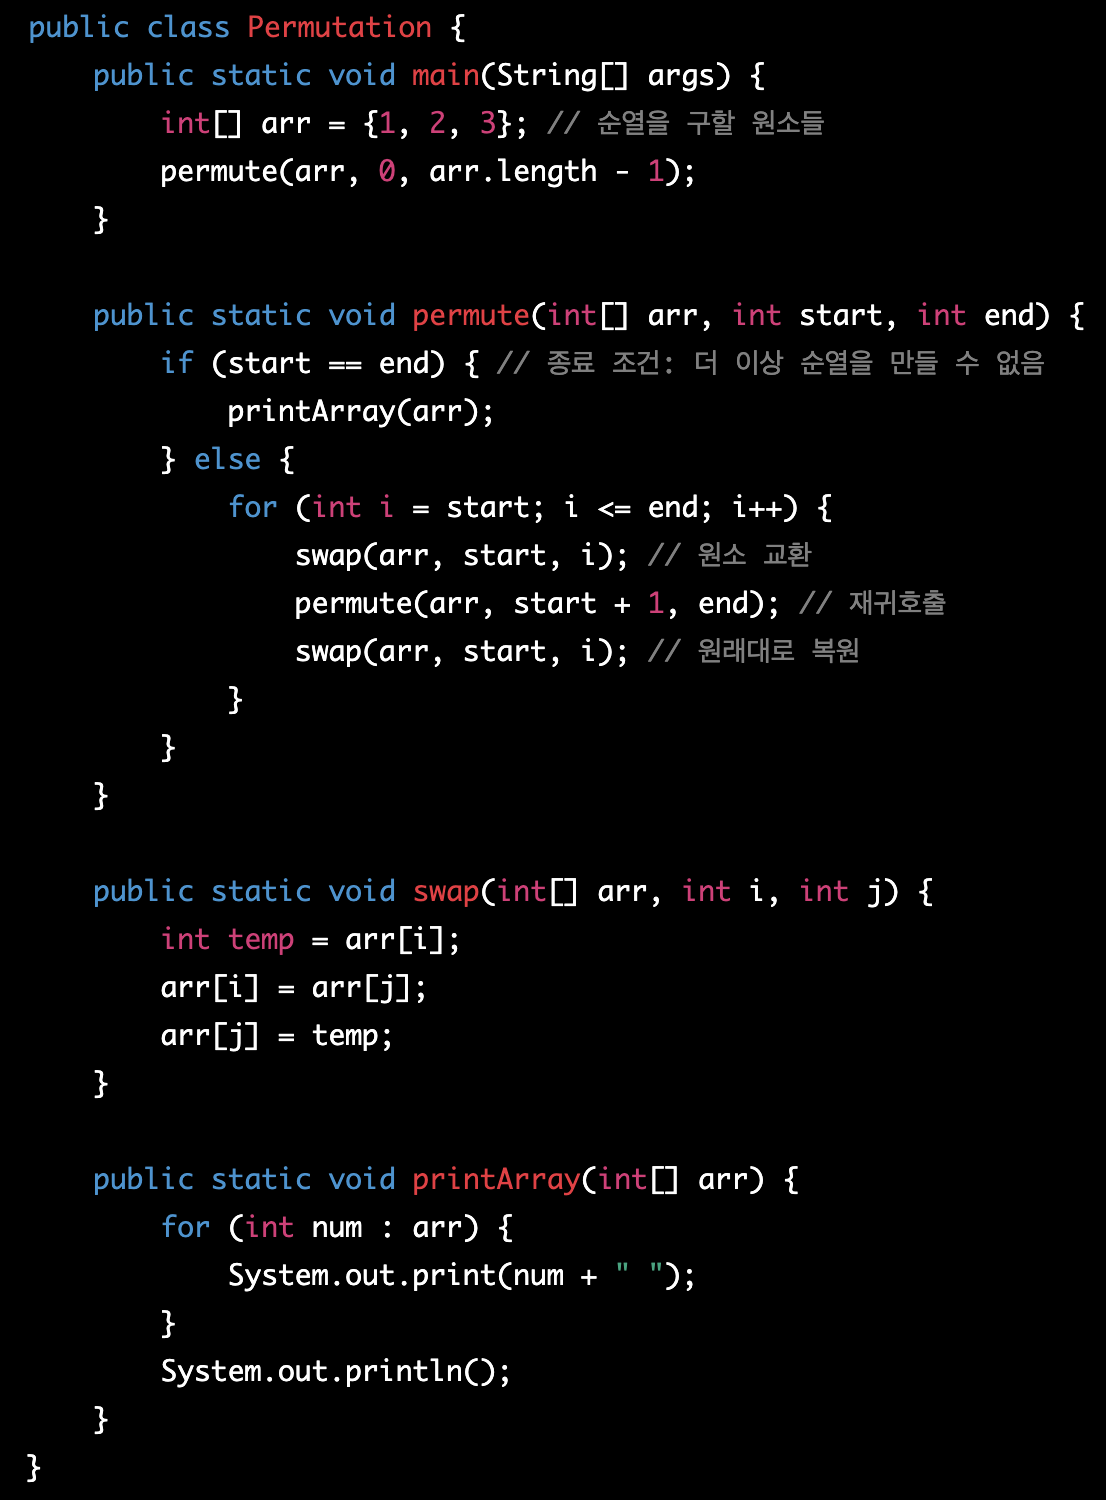 public class Permutation {
    public static void main(String[] args) {
        int[] arr = {1, 2, 3}; // 순열을 구할 원소들
        permute(arr, 0, arr.length - 1);
    }

    public static void permute(int[] arr, int start, int end) {
        if (start == end) { // 종료 조건: 더 이상 순열을 만들 수 없음
            printArray(arr);
        } else {
            for (int i = start; i <= end; i++) {
                swap(arr, start, i); // 원소 교환
                permute(arr, start + 1, end); // 재귀호출
                swap(arr, start, i); // 원래대로 복원
            }
        }
    }

    public static void swap(int[] arr, int i, int j) {
        int temp = arr[i];
        arr[i] = arr[j];
        arr[j] = temp;
    }

    public static void printArray(int[] arr) {
        for (int num : arr) {
            System.out.print(num + " ");
        }
        System.out.println();
    }
}